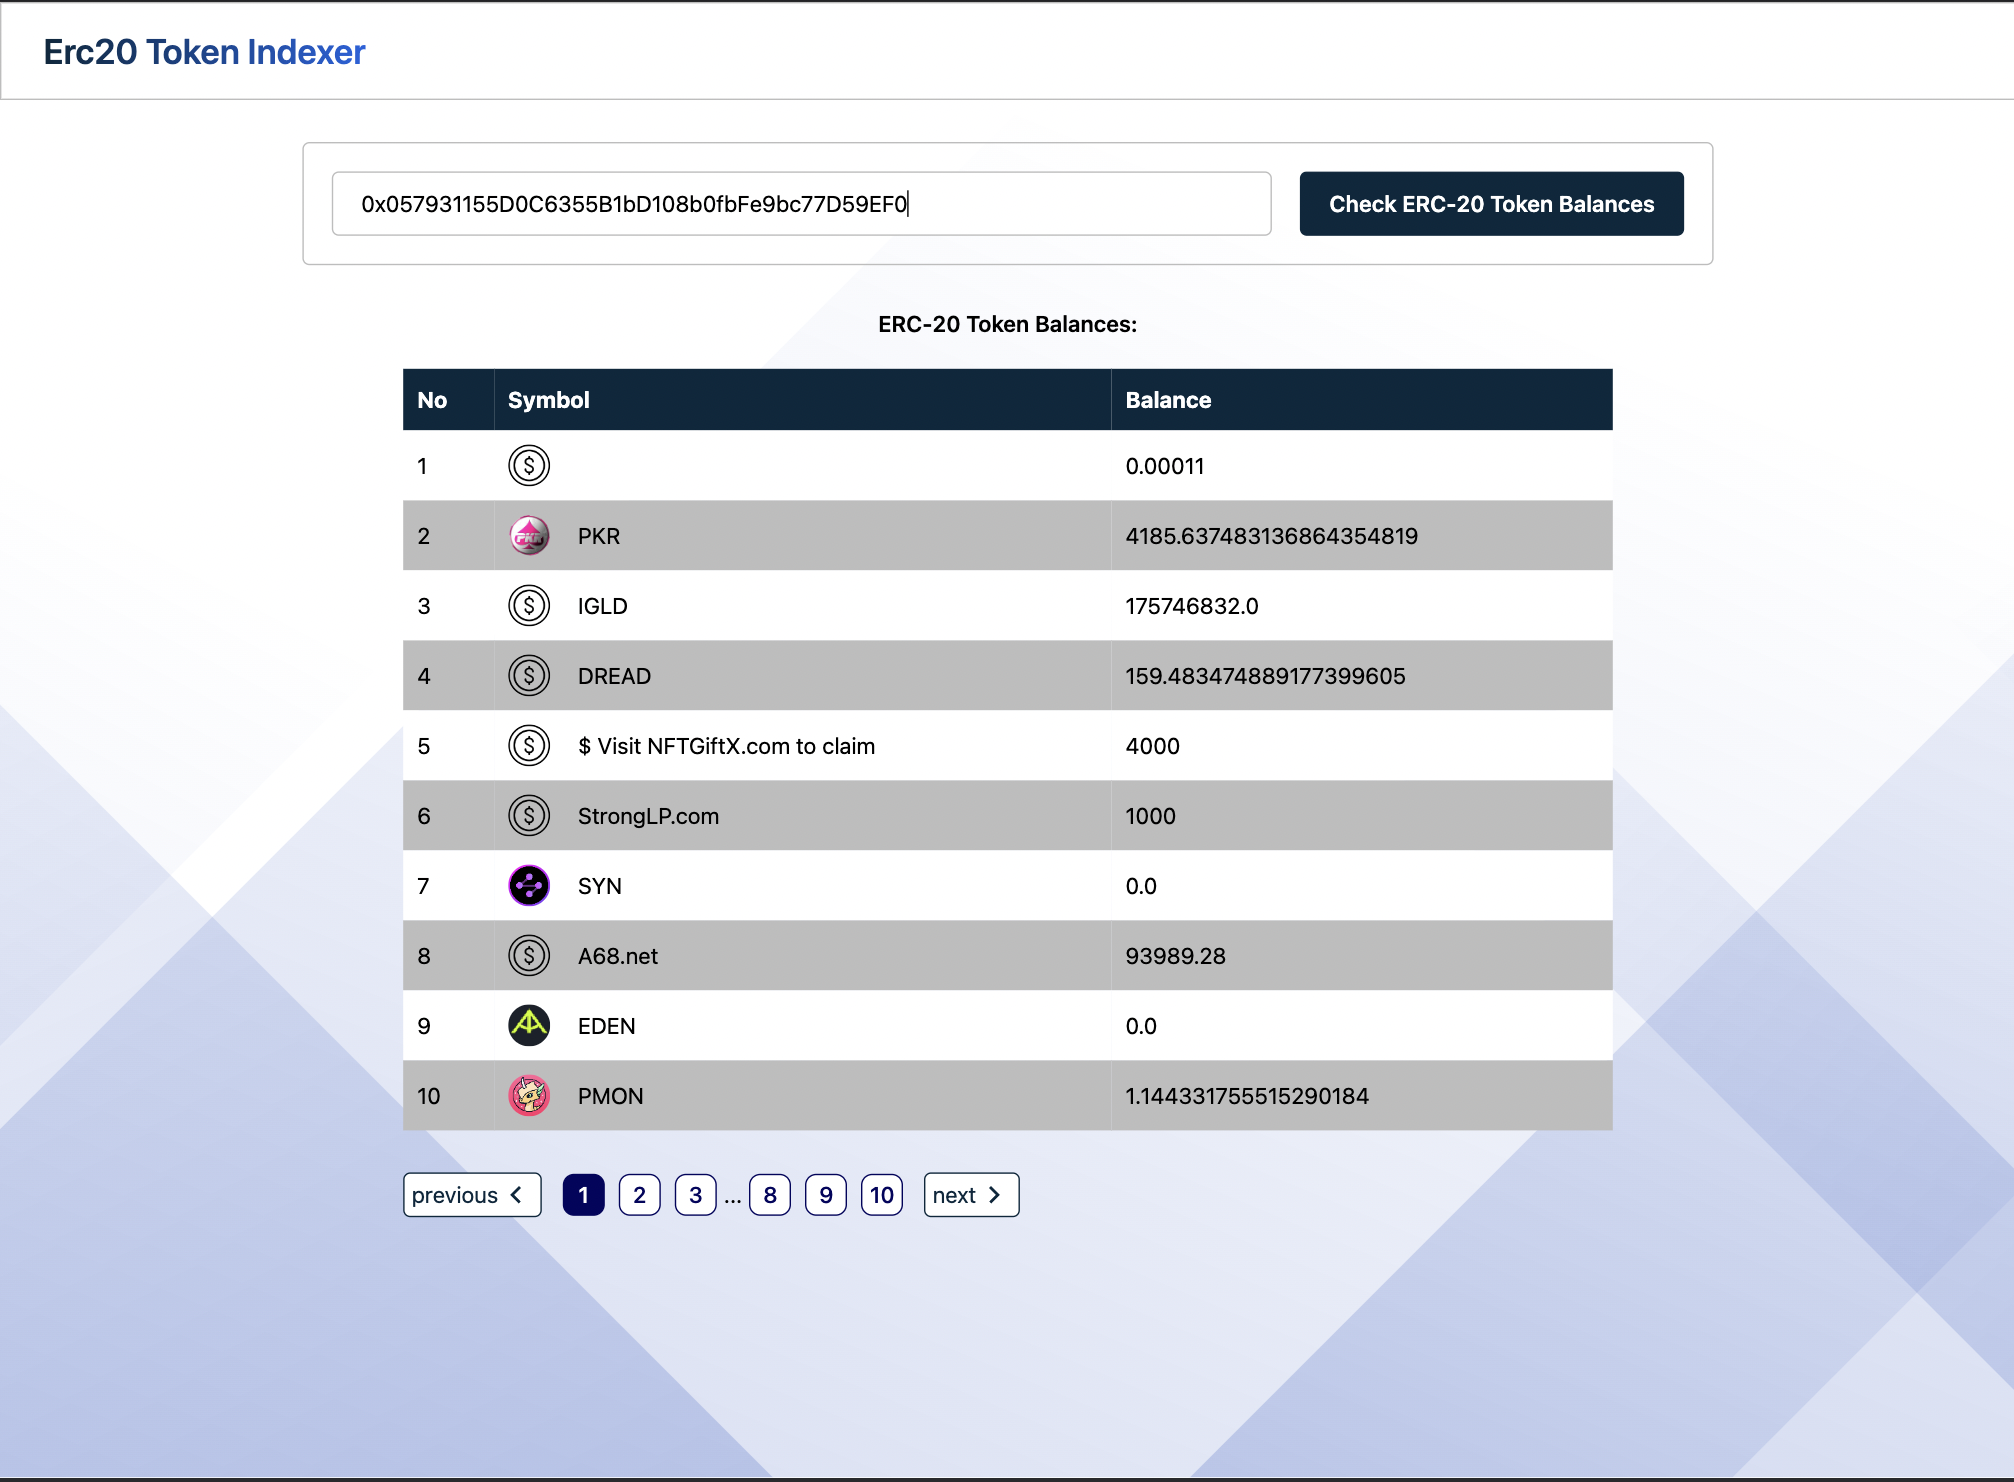 Erc20 Token Indexer
0x057931155D0C6355B1bD108b0fbFe9bc77D59EF0
Check ERC-20 Token Balances
ERC-20 Token Balances:
No Symbol Balance
1 $ 0.00011
2 PKR PKR 4185.637483136864354819
3 $ IGLD 175746832.0
4 $ DREAD 159.483474889177399605
5 $ $ Visit NFTGiftX.com to claim 4000
6 $ StrongLP.com 1000
7 SYN 0.0
8 $ A68.net 93989.28
9 EDEN 0.0
10 PMON 1.144331755515290184
previous 1 2 3 ... 8 9 10 next